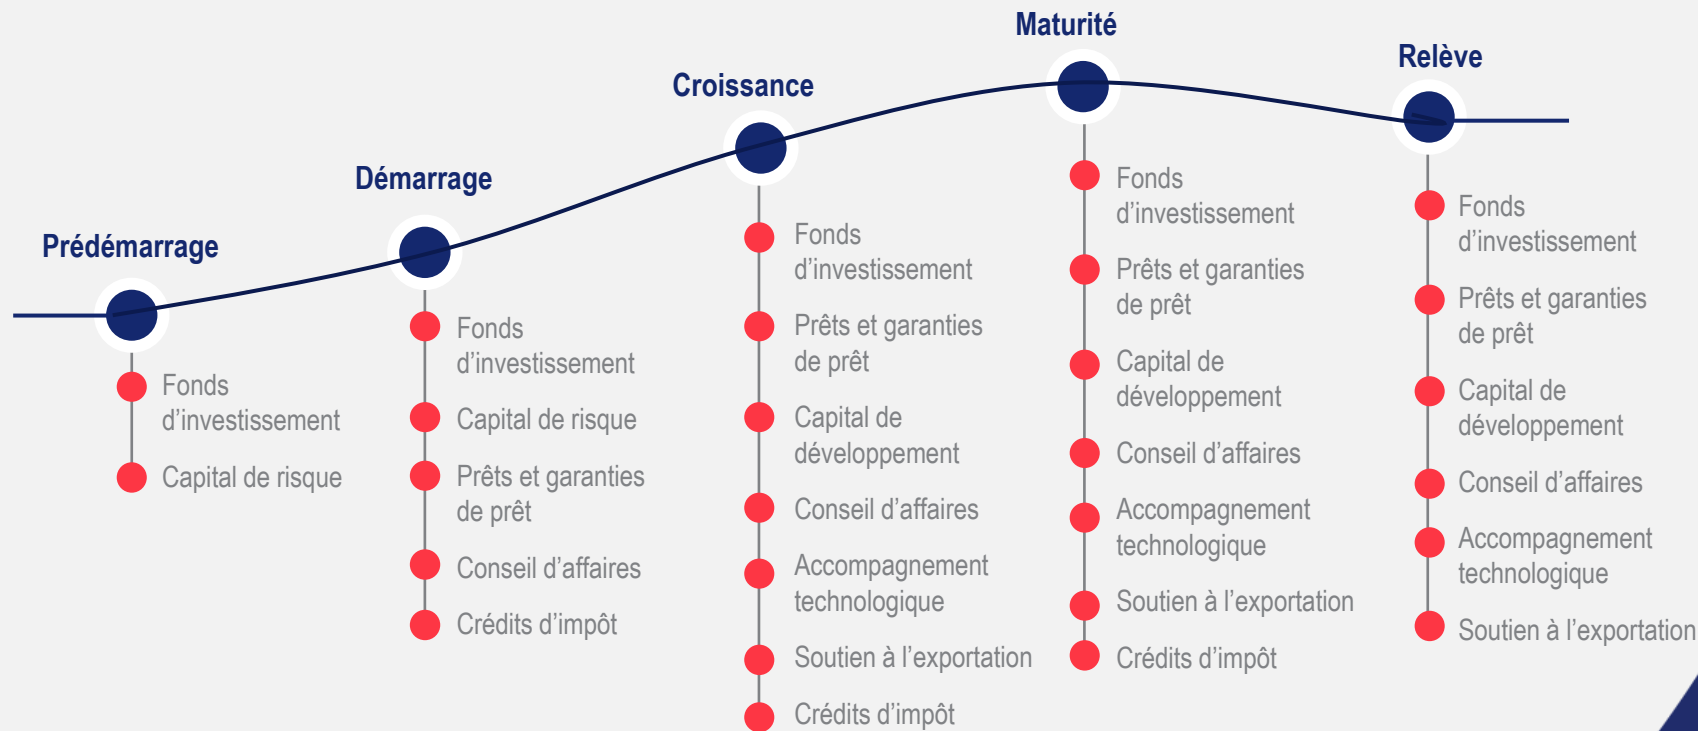 Prédémarrage
Fonds
d’investissement
Capital de risque
Démarrage
Fonds
d’investissement
Capital de risque
Prêts et garanties
de prêt
Conseil d’affaires
Crédits d’impôt
Croissance
Fonds
d’investissement
Prêts et garanties
de prêt
Capital de
développement
Conseil d’affaires
Accompagnement
technologique
Soutien à l’exportation
Crédits d’impôt
Maturité
Fonds
d’investissement
Prêts et garanties
de prêt
Capital de
développement
Conseil d’affaires
Accompagnement
technologique
Soutien à l’exportation
Crédits d’impôt
Relève
Fonds
d’investissement
Prêts et garanties
de prêt
Capital de
développement
Conseil d’affaires
Accompagnement
technologique
Soutien à l’exportation